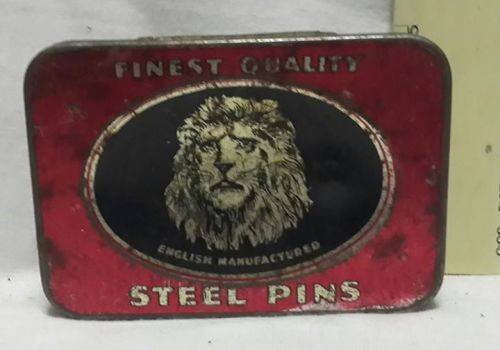 FINEST QUALITY
ENGLISH MANUFACTURED
STEEL PINS